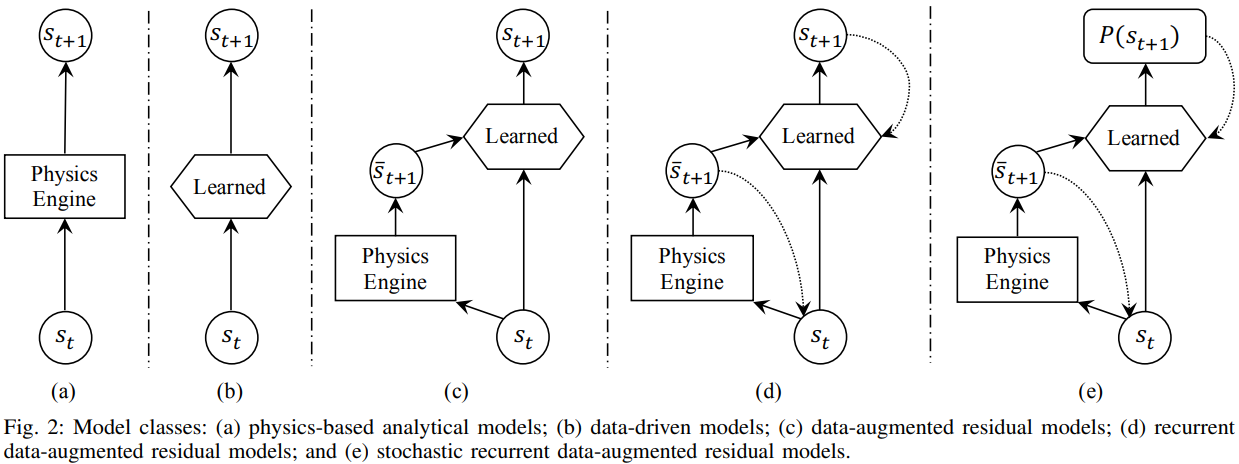 s_{t+1}
Physics
Engine
s_t
(a)
s_{t+1}
Learned
s_t
(b)
s_{t+1}
Learned
s̄_{t+1}
Physics
Engine
s_t
(c)
s_{t+1}
Learned
s̄_{t+1}
Physics
Engine
s_t
(d)
P(s_{t+1})
Learned
s̄_{t+1}
Physics
Engine
s_t
(e)
Fig. 2: Model classes: (a) physics-based analytical models; (b) data-driven models; (c) data-augmented residual models; (d) recurrent
data-augmented residual models; and (e) stochastic recurrent data-augmented residual models.